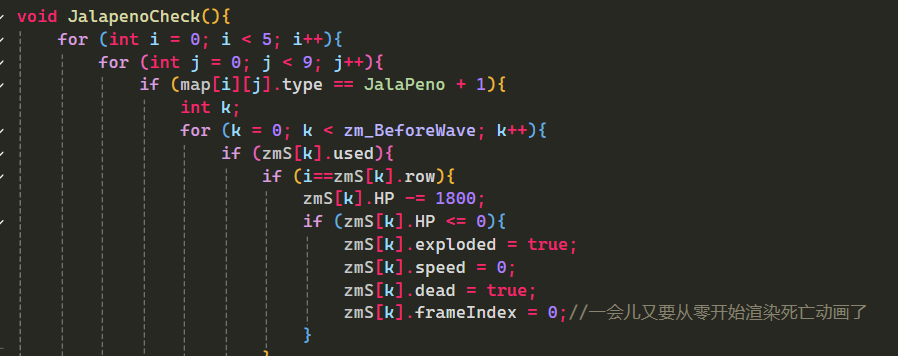 void JalapenoCheck(){
for (int i = 0; i < 5; i++){
for (int j = 0; j < 9; j++){
if (map[i][j].type == JalaPeno + 1){
int k;
for (k = 0; k < zm_BeforeWave; k++){
if (zmS[k].used){
if (i==zmS[k].row){
zmS[k].HP -= 1800;
if (zmS[k].HP <= 0){
zmS[k].exploded = true;
zmS[k].speed = 0;
zmS[k].dead = true;
zmS[k].frameIndex = 0;//一会儿又要从零开始渲染死亡动画了
}
}